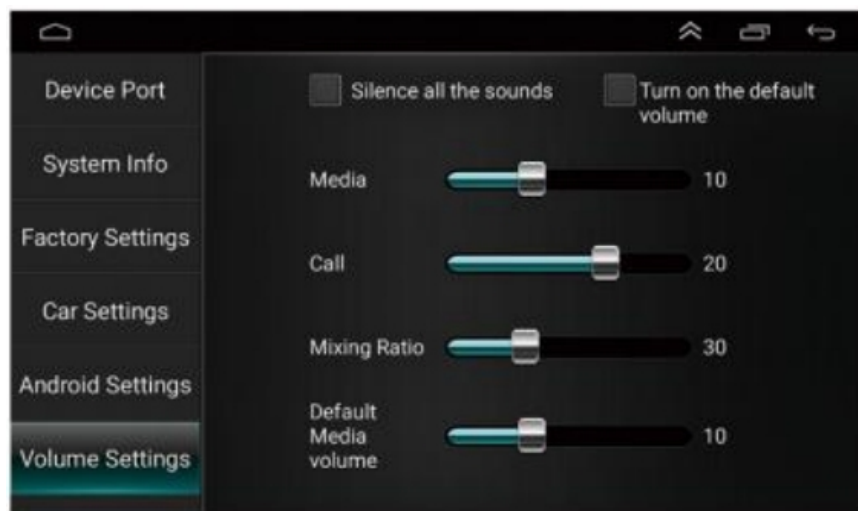 Device Port
System Info
Factory Settings
Car Settings
Android Settings
Volume Settings
Silence all the sounds
Turn on the default
volume
Media 10
Call 20
Mixing Ratio 30
Default
Media 10
volume